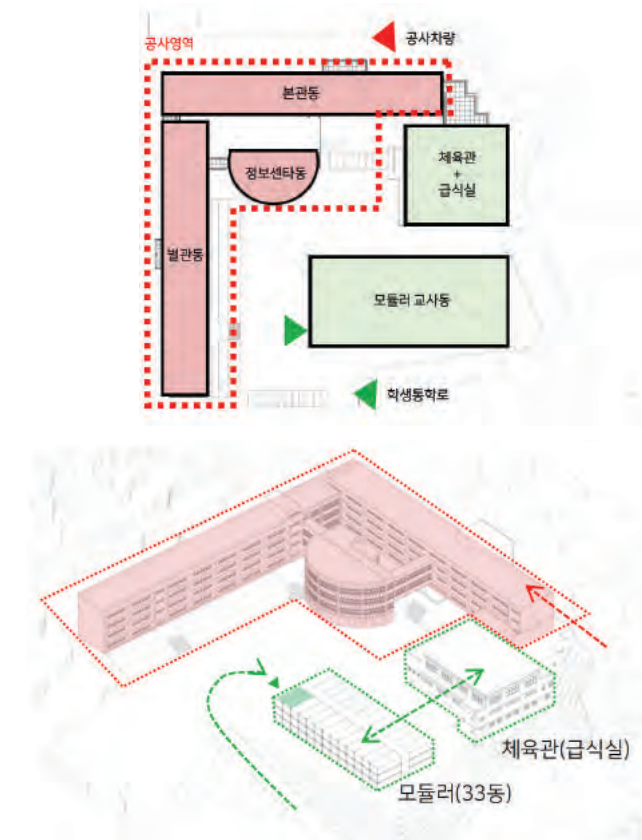 공사영역
공사차량
본관동
체육관
+
급식실
정보센타동
별관동
모듈러 교사동
학생통학로
체육관(급식실)
모듈러(33동)